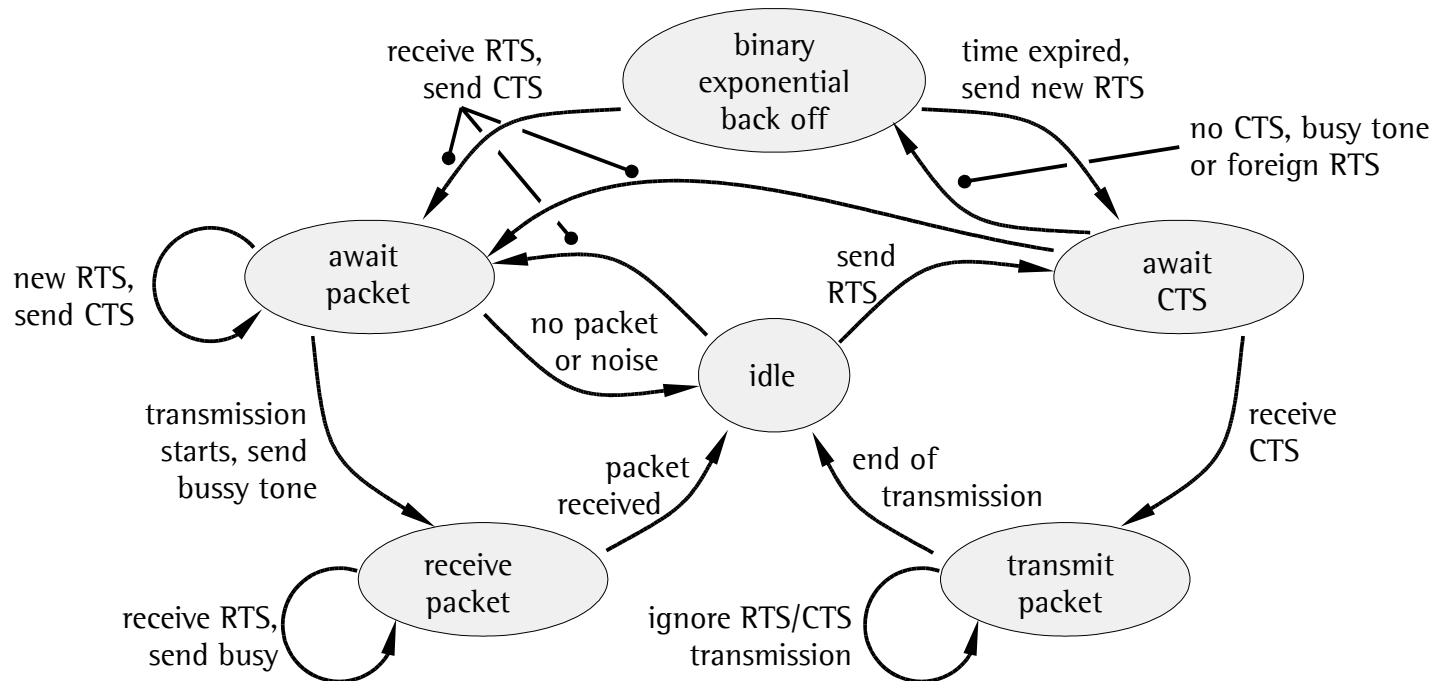 receive RTS,
send CTS
binary
exponential
back off
time expired,
send new RTS
no CTS, busy tone
or foreign RTS
new RTS,
send CTS
await
packet
send
RTS
await
CTS
no packet
or noise
idle
transmission
starts, send
bussy tone
packet
received
end of
transmission
receive
CTS
receive
packet
transmit
packet
receive RTS,
send busy
ignore RTS/CTS
transmission